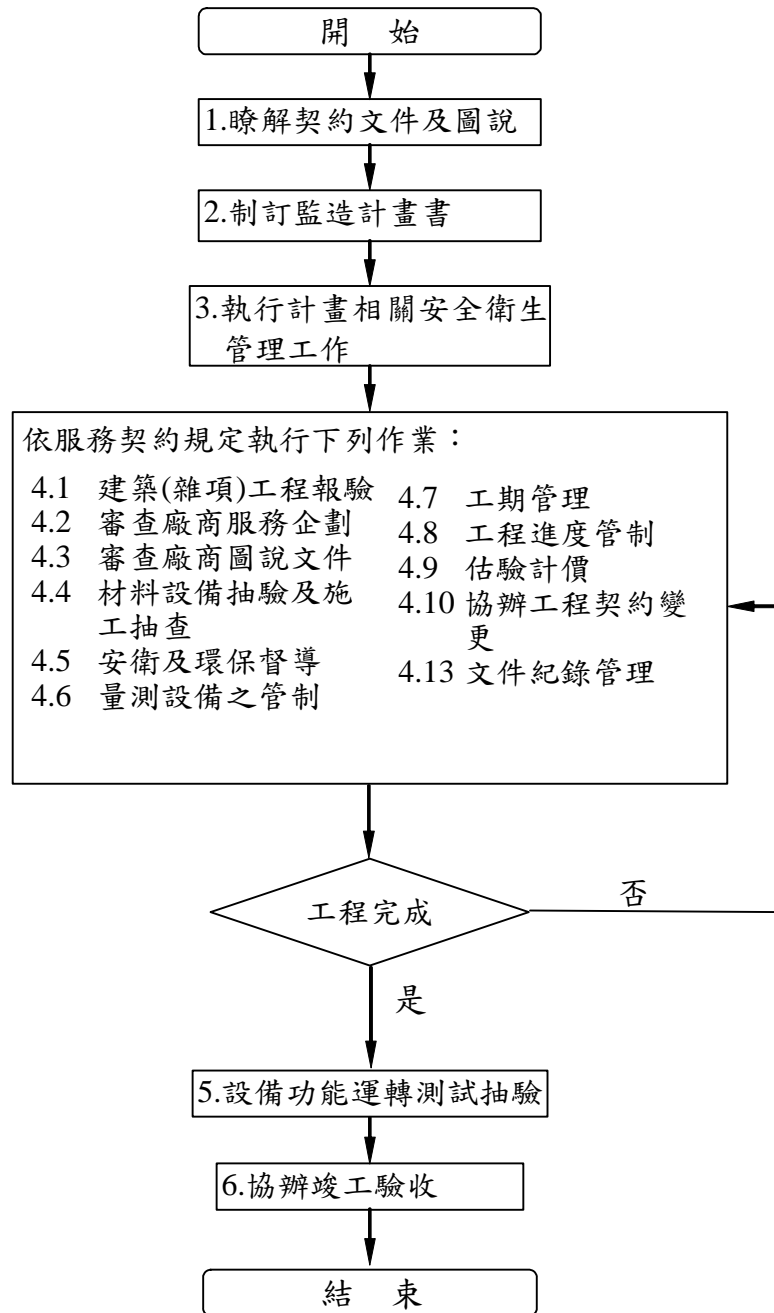 開 始
1.瞭解契約文件及圖說
2.制訂監造計畫書
3.執行計畫相關安全衛生
管理工作
依服務契約規定執行下列作業：
4.1 建築(雜項)工程報驗
4.2 審查廠商服務企劃
4.3 審查廠商圖說文件
4.4 材料設備抽驗及施
工抽查
4.5 安衛及環保督導
4.6 量測設備之管制
4.7 工期管理
4.8 工程進度管制
4.9 估驗計價
4.10 協辦工程契約變
更
4.13 文件紀錄管理
工程完成
否
是
5.設備功能運轉測試抽驗
6.協辦竣工驗收
結 束